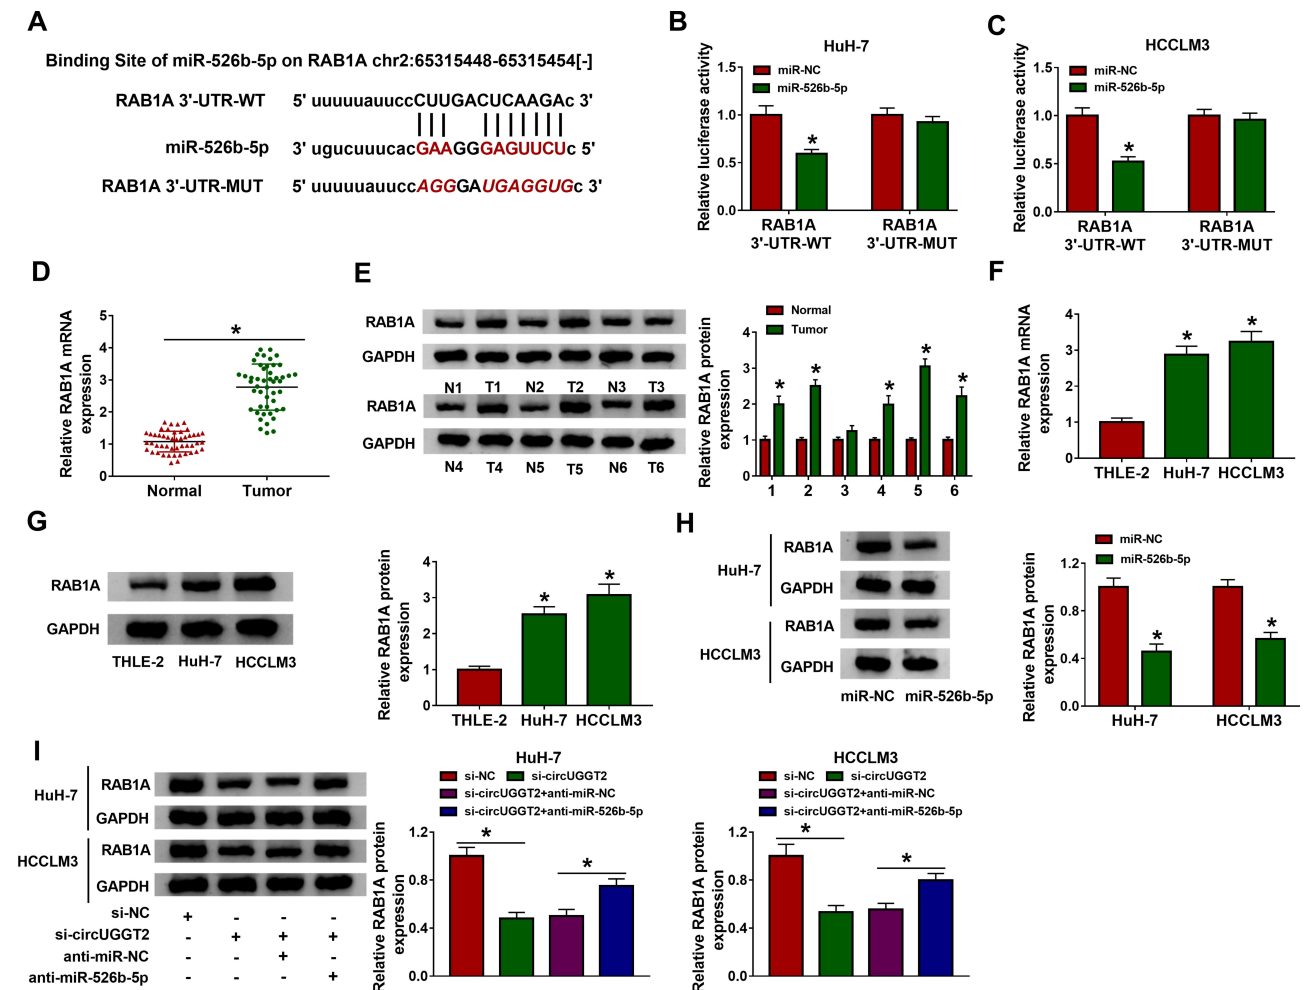 A
Binding Site of miR-526b-5p on RAB1A chr2:65315448-65315454[-]
RAB1A 3'-UTR-WT 5' uuuuuauuccCUUGACUCAAGAc 3'
miR-526b-5p 3' ugucuuucacGAAGGGAGUUCUc 5'
RAB1A 3'-UTR-MUT 5' uuuuuauuccAGGGAUGAGGUGc 3'
B
HuH-7
miR-NC
miR-526b-5p
Relative luciferase activity
1.5
1.0
0.5
0.0
*
RAB1A 3'-UTR-WT
RAB1A 3'-UTR-MUT
C
HCCLM3
miR-NC
miR-526b-5p
Relative luciferase activity
1.5
1.0
0.5
0.0
*
RAB1A 3'-UTR-WT
RAB1A 3'-UTR-MUT
D
Relative RAB1A mRNA expression
5
4
3
2
1
0
*
Normal Tumor
E
RAB1A
GAPDH
N1 T1 N2 T2 N3 T3
RAB1A
GAPDH
N4 T4 N5 T5 N6 T6
Normal
Tumor
Relative RAB1A protein expression
4
3
2
1
0
* * * * *
1 2 3 4 5 6
F
Relative RAB1A mRNA expression
4
3
2
1
0
* *
THLE-2 HuH-7 HCCLM3
G
RAB1A
GAPDH
THLE-2 HuH-7 HCCLM3
Relative RAB1A protein expression
4
3
2
1
0
* *
THLE-2 HuH-7 HCCLM3
H
HuH-7
RAB1A
GAPDH
HCCLM3
RAB1A
GAPDH
miR-NC miR-526b-5p
miR-NC
miR-526b-5p
Relative RAB1A protein expression
1.2
0.8
0.4
0.0
* *
HuH-7 HCCLM3
I
HuH-7
RAB1A
GAPDH
HCCLM3
RAB1A
GAPDH
si-NC + - - -
si-circUGGT2 - + + +
anti-miR-NC - - + -
anti-miR-526b-5p - - - +
HuH-7
si-NC si-circUGGT2
si-circUGGT2+anti-miR-NC
si-circUGGT2+anti-miR-526b-5p
Relative RAB1A protein expression
1.2
0.8
0.4
0.0
* *
HCCLM3
si-NC si-circUGGT2
si-circUGGT2+anti-miR-NC
si-circUGGT2+anti-miR-526b-5p
Relative RAB1A protein expression
1.2
0.8
0.4
0.0
* *